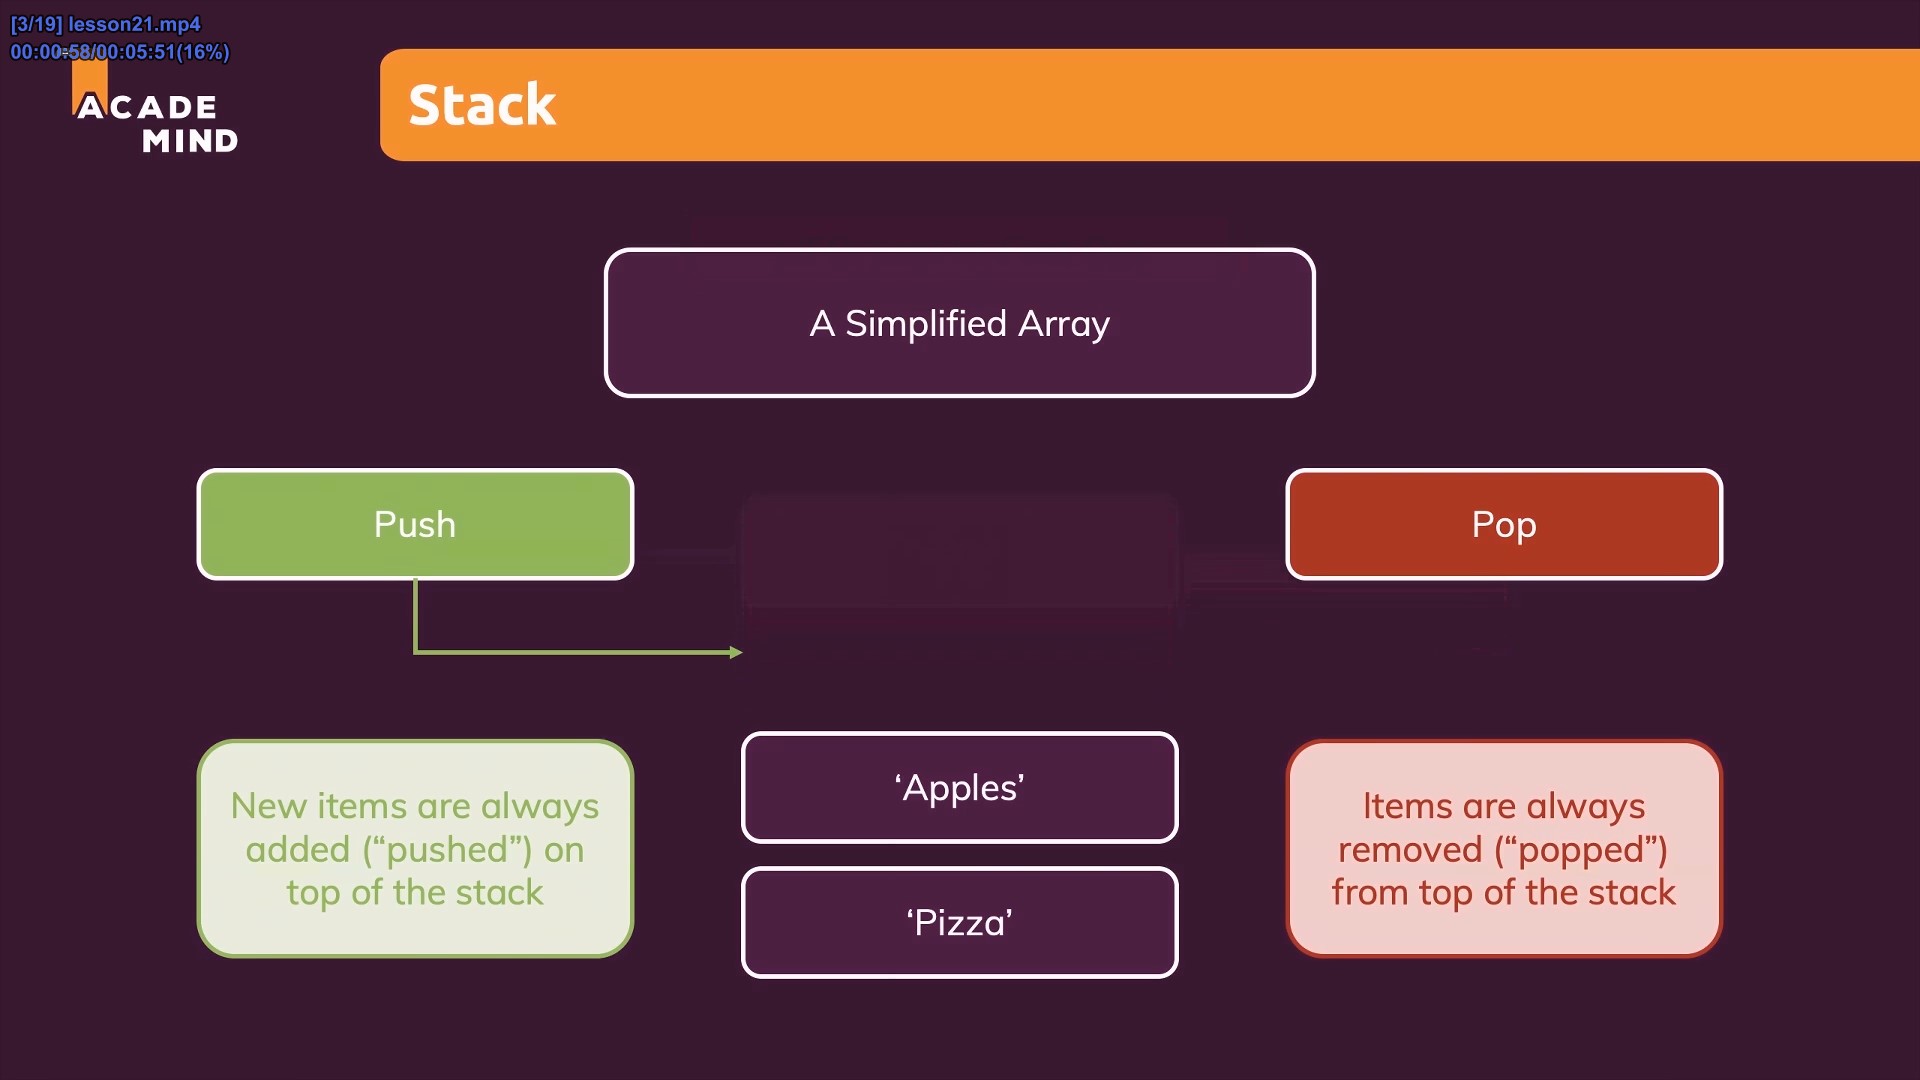 [3/19] lesson21.mp4
00:00:58/00:05:51(16%)
ACADE
MIND
Stack
A Simplified Array
Push
Pop
New items are always
added (“pushed”) on
top of the stack
‘Apples’
‘Pizza’
Items are always
removed (“popped”)
from top of the stack